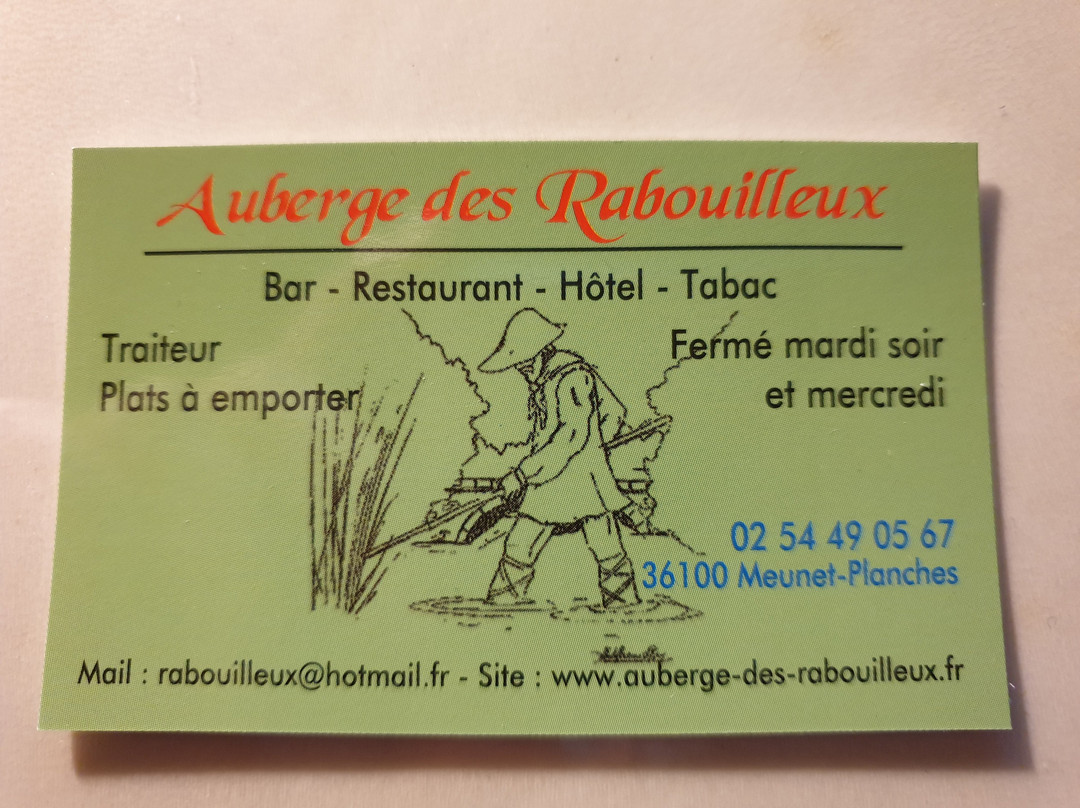 Auberge des Rabouilleux
Bar - Restaurant - Hôtel - Tabac
Traiteur
Plats à emporter
Fermé mardi soir
et mercredi
02 54 49 05 67
36100 Meunet-Planches
Mail : rabouilleux@hotmail.fr - Site : www.auberge-des-rabouilleux.fr